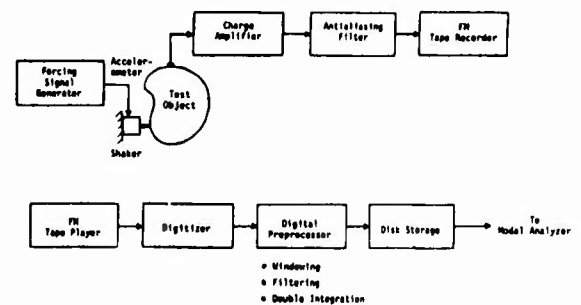 Charge
Amplifier
Antialiasing
Filter
FM
Tape Recorder
Acceler-
ometer
Forcing
Signal
Generator
Test
Object
Shaker
FM
Tape Player
Digitizer
Digital
Preprocessor
Disk Storage
To
Modal Analyzer
• Windowing
• Filtering
• Double Integration